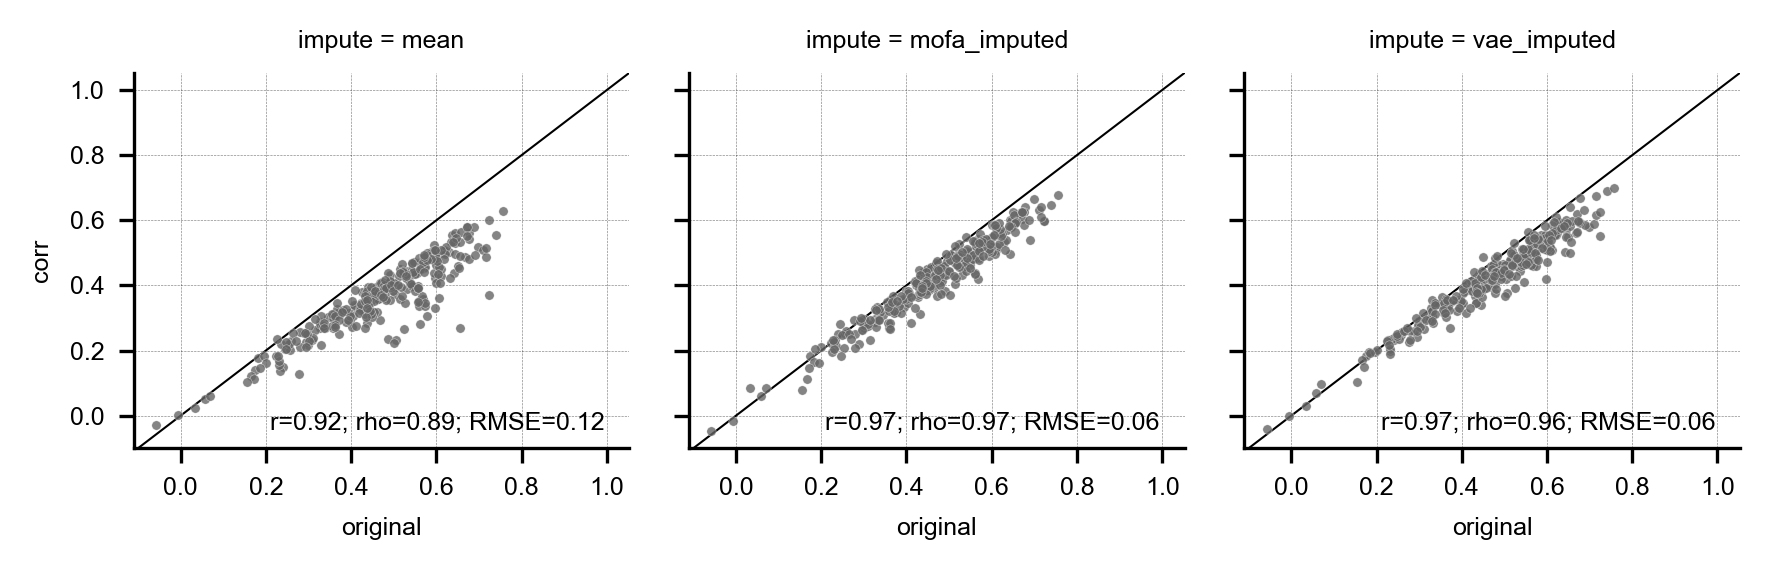 impute = mean
impute = mofa_imputed
impute = vae_imputed
1.0
0.8
0.6
0.4
0.2
0.0
corr
r=0.92; rho=0.89; RMSE=0.12
r=0.97; rho=0.97; RMSE=0.06
r=0.97; rho=0.96; RMSE=0.06
0.0 0.2 0.4 0.6 0.8 1.0
0.0 0.2 0.4 0.6 0.8 1.0
0.0 0.2 0.4 0.6 0.8 1.0
original
original
original